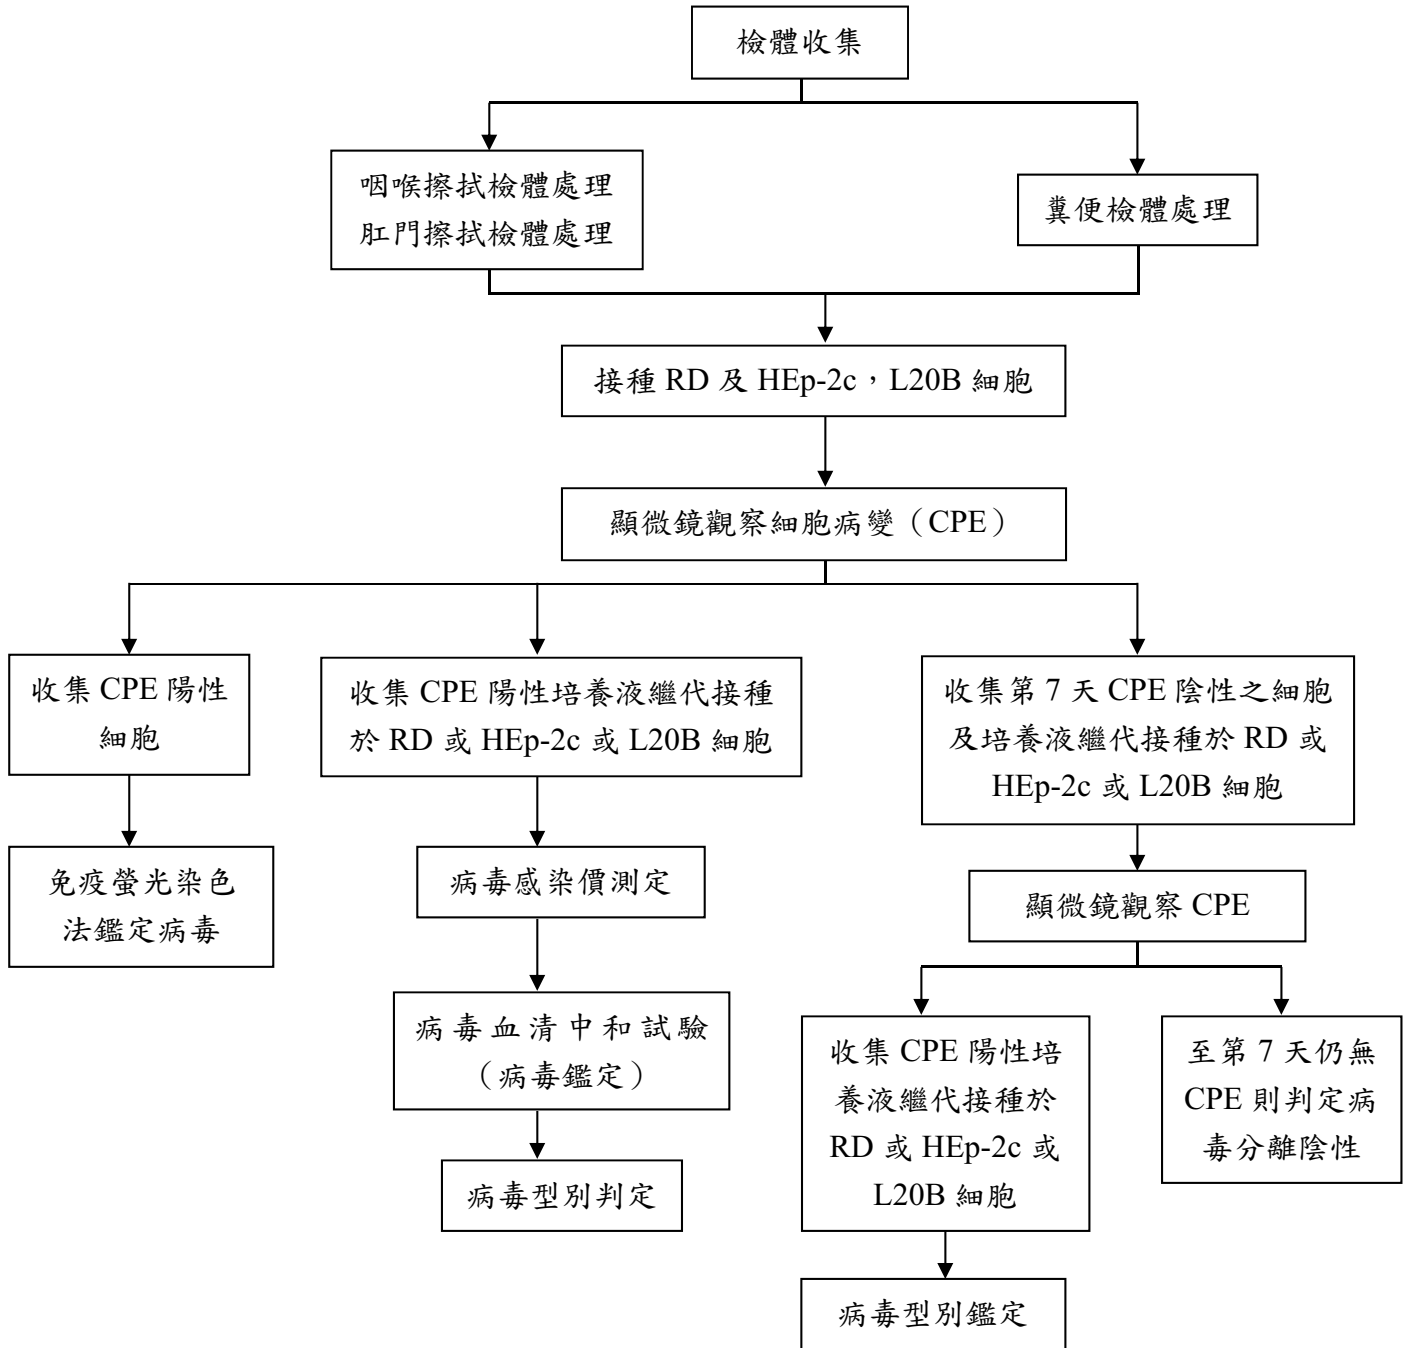 檢體收集
咽喉擦拭檢體處理
肛門擦拭檢體處理
糞便檢體處理
接種 RD 及 HEp-2c，L20B 細胞
顯微鏡觀察細胞病變（CPE）
收集 CPE 陽性
細胞
收集 CPE 陽性培養液繼代接種
於 RD 或 HEp-2c 或 L20B 細胞
收集第 7 天 CPE 陰性之細胞
及培養液繼代接種於 RD 或
HEp-2c 或 L20B 細胞
免疫螢光染色
法鑑定病毒
病毒感染價測定
顯微鏡觀察 CPE
病毒血清中和試驗
（病毒鑑定）
收集 CPE 陽性培
養液繼代接種於
RD 或 HEp-2c 或
L20B 細胞
至第 7 天仍無
CPE 則判定病
毒分離陰性
病毒型別判定
病毒型別鑑定